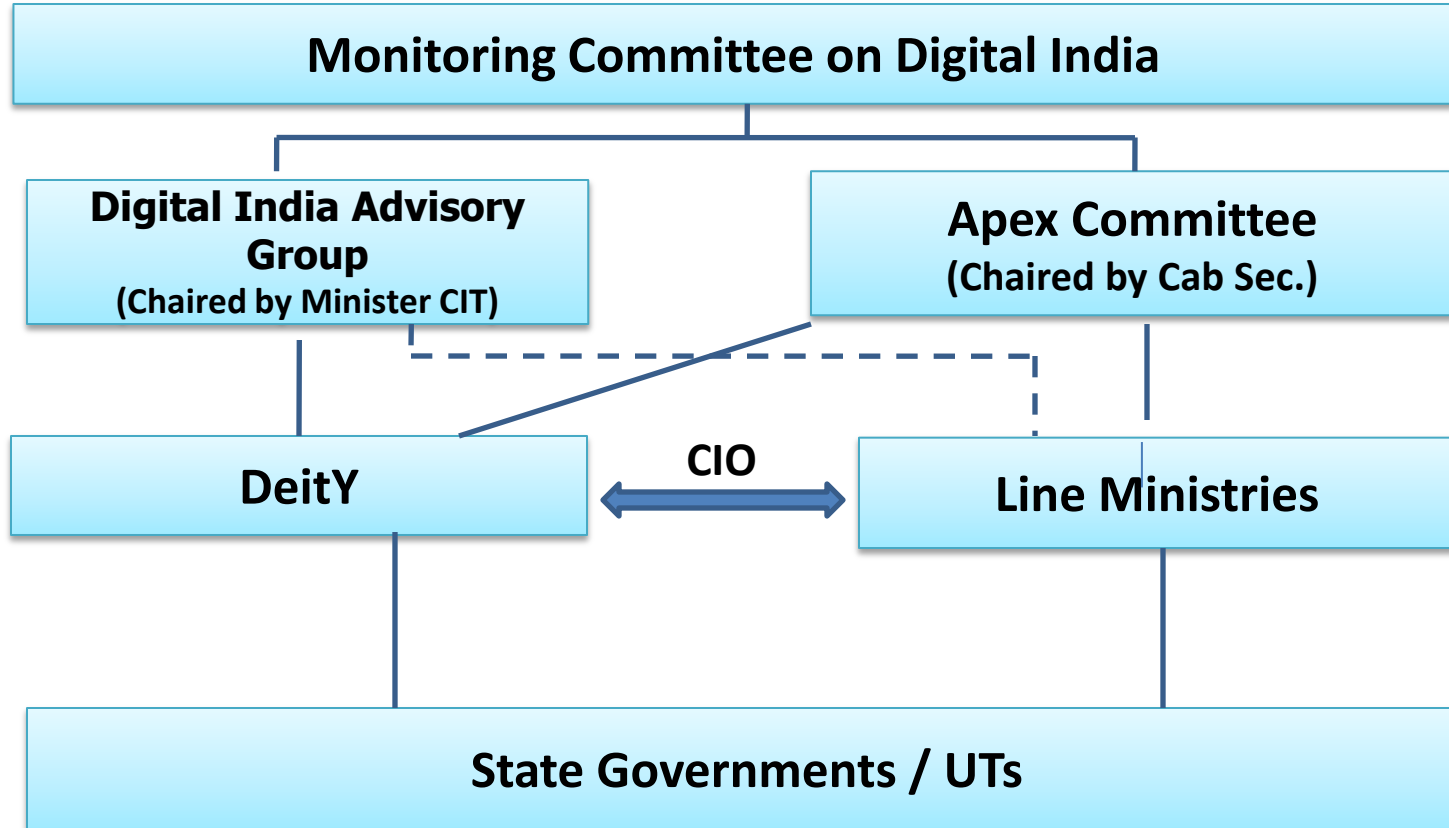 Monitoring Committee on Digital India
Digital India Advisory
Group
(Chaired by Minister CIT)
Apex Committee
(Chaired by Cab Sec.)
DeitY
CIO
Line Ministries
State Governments / UTs